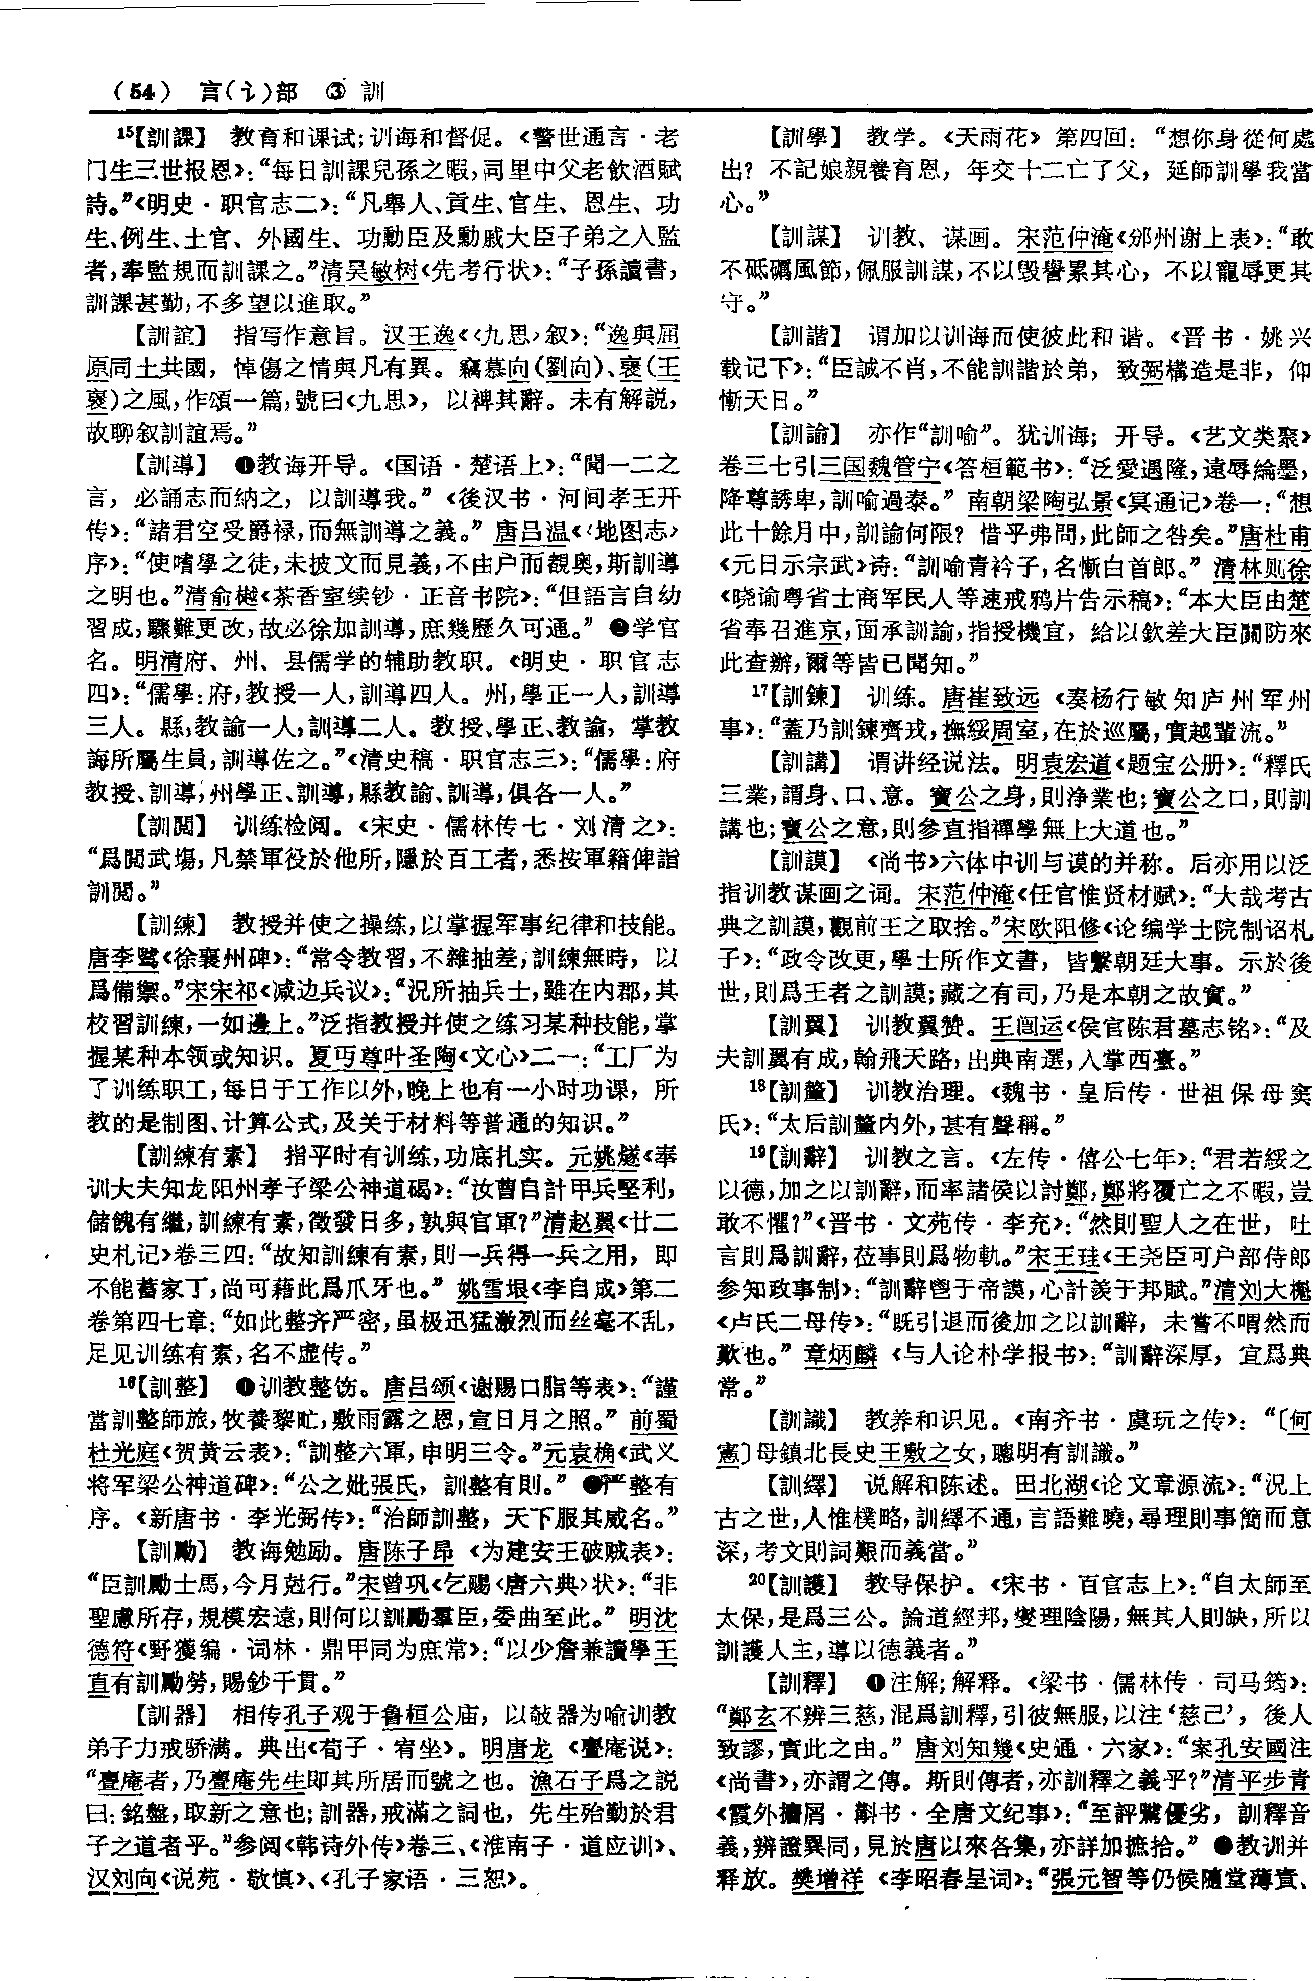 （54） 言（讠）部 ③ 訓
15【訓課】 教育和课试；训诲和督促。《警世通言·老
门生三世报恩》：“每日訓課兒孫之暇，同里中父老飲酒賦
詩。”《明史·职官志二》：“凡舉人、貢生、官生、恩生、功
生、例生、土官、外國生、功勳臣及勳戚大臣子弟之入監
者，奉監規而訓課之。”清吴敏树《先考行状》：“子孫讀書，
訓課甚勤，不多望以進取。”
【訓誼】 指写作意旨。汉王逸《〈九思〉叙》：“逸與屈
原同土共國，悼傷之情與凡有異。竊慕向（劉向）、襃（王
襃）之風，作頌一篇，號曰《九思》，以裨其辭。未有解説，
故聊叙訓誼焉。”
【訓導】 ❶教诲开导。《国语·楚语上》：“聞一二之
言，必誦志而納之，以訓導我。”《後汉书·河间孝王开
传》：“諸君空受爵禄，而無訓導之義。”唐吕温《〈地图志〉
序》：“使嗜學之徒，未披文而見義，不由户而覩奥，斯訓導
之明也。”清俞樾《茶香室续钞·正音书院》：“但語言自幼
習成，驟難更改，故必徐加訓導，庶幾歷久可通。” ❷学官
名。明清府、州、县儒学的辅助教职。《明史·职官志
四》：“儒學：府，教授一人，訓導四人。州，學正一人，訓導
三人。縣，教諭一人，訓導二人。教授、學正、教諭，掌教
誨所屬生員，訓導佐之。”《清史稿·职官志三》：“儒學：府
教授、訓導，州學正、訓導，縣教諭、訓導，俱各一人。”
【訓閲】 训练检阅。《宋史·儒林传七·刘清之》：
“爲閲武場，凡禁軍役於他所，隱於百工者，悉按軍籍俾詣
訓閲。”
【訓練】 教授并使之操练，以掌握军事纪律和技能。
唐李骘《徐襄州碑》：“常令教習，不雜抽差，訓練無時，以
爲備禦。”宋宋祁《减边兵议》：“況所抽兵士，雖在内郡，其
校習訓練，一如邊上。”泛指教授并使之练习某种技能，掌
握某种本领或知识。夏丏尊叶圣陶《文心》二一：“工厂为
了训练职工，每日于工作以外，晚上也有一小时功课，所
教的是制图、计算公式，及关于材料等普通的知识。”
【訓練有素】 指平时有训练，功底扎实。元姚燧《奉
训大夫知龙阳州孝子梁公神道碣》：“汝曹自計甲兵堅利，
儲餽有繼，訓練有素，徵發日多，孰與官軍？”清赵翼《廿二
史札记》卷三四：“故知訓練有素，則一兵得一兵之用，即
不能蓄家丁，尚可藉此爲爪牙也。”姚雪垠《李自成》第二
卷第四七章：“如此整齐严密，虽极迅猛激烈而丝毫不乱，
足见训练有素，名不虚传。”
16【訓整】 ❶训教整饬。唐吕颂《谢赐口脂等表》：“謹
當訓整師旅，牧養黎甿，敷雨露之恩，宣日月之照。”前蜀
杜光庭《贺黄云表》：“訓整六軍，申明三令。”元袁桷《武义
将军梁公神道碑》：“公之妣張氏，訓整有則。” ❷严整有
序。《新唐书·李光弼传》：“治師訓整，天下服其威名。”
【訓勵】 教诲勉励。唐陈子昂《为建安王破贼表》：
“臣訓勵士馬，今月尅行。”宋曾巩《乞赐〈唐六典〉状》：“非
聖慮所存，規模宏遠，則何以訓勵羣臣，委曲至此。”明沈
德符《野獲编·词林·鼎甲同为庶常》：“以少詹兼讀學王
直有訓勵勞，賜鈔千貫。”
【訓器】 相传孔子观于鲁桓公庙，以攲器为喻训教
弟子力戒骄满。典出《荀子·宥坐》。明唐龙《壹庵说》：
“壹庵者，乃壹庵先生即其所居而號之也。漁石子爲之説
曰：銘盤，取新之意也；訓器，戒滿之詞也，先生殆勤於君
子之道者乎。”参阅《韩诗外传》卷三、《淮南子·道应训》、
汉刘向《说苑·敬慎》、《孔子家语·三恕》。
【訓學】 教学。《天雨花》第四回：“想你身從何處
出？不記娘親養育恩，年交十二亡了父，延師訓學我當
心。”
【訓謀】 训教、谋画。宋范仲淹《邠州谢上表》：“敢
不砥礪風節，佩服訓謀，不以毁譽累其心，不以寵辱更其
守。”
【訓諧】 谓加以训诲而使彼此和谐。《晋书·姚兴
载记下》：“臣誠不肖，不能訓諧於弟，致弼構造是非，仰
慚天日。”
【訓諭】 亦作“訓喻”。犹训诲；开导。《艺文类聚》
卷三七引三国魏管宁《答桓範书》：“泛愛遇隆，遠辱綸墨，
降尊誘卑，訓喻過泰。”南朝梁陶弘景《冥通记》卷一：“想
此十餘月中，訓諭何限？惜乎弗問，此師之咎矣。”唐杜甫
《元日示宗武》诗：“訓喻青衿子，名慚白首郎。”清林则徐
《晓谕粤省士商军民人等速戒鸦片告示稿》：“本大臣由楚
省奉召進京，面承訓諭，指授機宜，給以欽差大臣關防來
此查辦，爾等皆已聞知。”
17【訓鍊】 训练。唐崔致远《奏杨行敏知庐州军州
事》：“蓋乃訓鍊齊戎，撫綏周室，在於巡屬，實越輩流。”
【訓講】 谓讲经说法。明袁宏道《题宝公册》：“釋氏
三業，謂身、口、意。寶公之身，則浄業也；寶公之口，則訓
講也；寶公之意，則參直指禪學無上大道也。”
【訓謨】 《尚书》六体中训与谟的并称。后亦用以泛
指训教谋画之词。宋范仲淹《任官惟贤材赋》：“大哉考古
典之訓謨，觀前王之取捨。”宋欧阳修《论编学士院制诏札
子》：“政令改更，學士所作文書，皆繫朝廷大事。示於後
世，則爲王者之訓謨；藏之有司，乃是本朝之故實。”
【訓翼】 训教翼赞。王闿运《侯官陈君墓志铭》：“及
夫訓翼有成，翰飛天路，出典南選，入掌西臺。”
18【訓釐】 训教治理。《魏书·皇后传·世祖保母窦
氏》：“太后訓釐内外，甚有聲稱。”
19【訓辭】 训教之言。《左传·僖公七年》：“君若綏之
以德，加之以訓辭，而率諸侯以討鄭，鄭將覆亡之不暇，豈
敢不懼？”《晋书·文苑传·李充》：“然則聖人之在世，吐
言則爲訓辭，莅事則爲物軌。”宋王珪《王尧臣可户部侍郎
参知政事制》：“訓辭鬯于帝謨，心計羨于邦賦。”清刘大櫆
《卢氏二母传》：“既引退而後加之以訓辭，未嘗不喟然而
歎也。”章炳麟《与人论朴学报书》：“訓辭深厚，宜爲典
常。”
【訓識】 教养和识见。《南齐书·虞玩之传》：“〔何
憲〕母鎮北長史王敷之女，聰明有訓識。”
【訓繹】 说解和陈述。田北湖《论文章源流》：“況上
古之世，人惟樸略，訓繹不通，言語難曉，尋理則事簡而意
深，考文則詞艱而義當。”
20【訓護】 教导保护。《宋书·百官志上》：“自太師至
太保，是爲三公。論道經邦，燮理陰陽，無其人則缺，所以
訓護人主，導以德義者。”
【訓釋】 ❶注解；解释。《梁书·儒林传·司马筠》：
“鄭玄不辨三慈，混爲訓釋，引彼無服，以注‘慈己’，後人
致謬，實此之由。”唐刘知幾《史通·六家》：“案孔安國注
《尚書》，亦謂之傳。斯則傳者，亦訓釋之義乎？”清平步青
《霞外攟屑·斠书·全唐文纪事》：“至評騭優劣，訓釋音
義，辨證異同，見於唐以來各集，亦詳加摭拾。” ❷教训并
释放。樊增祥《李昭春呈词》：“張元智等仍候隨堂薄責、